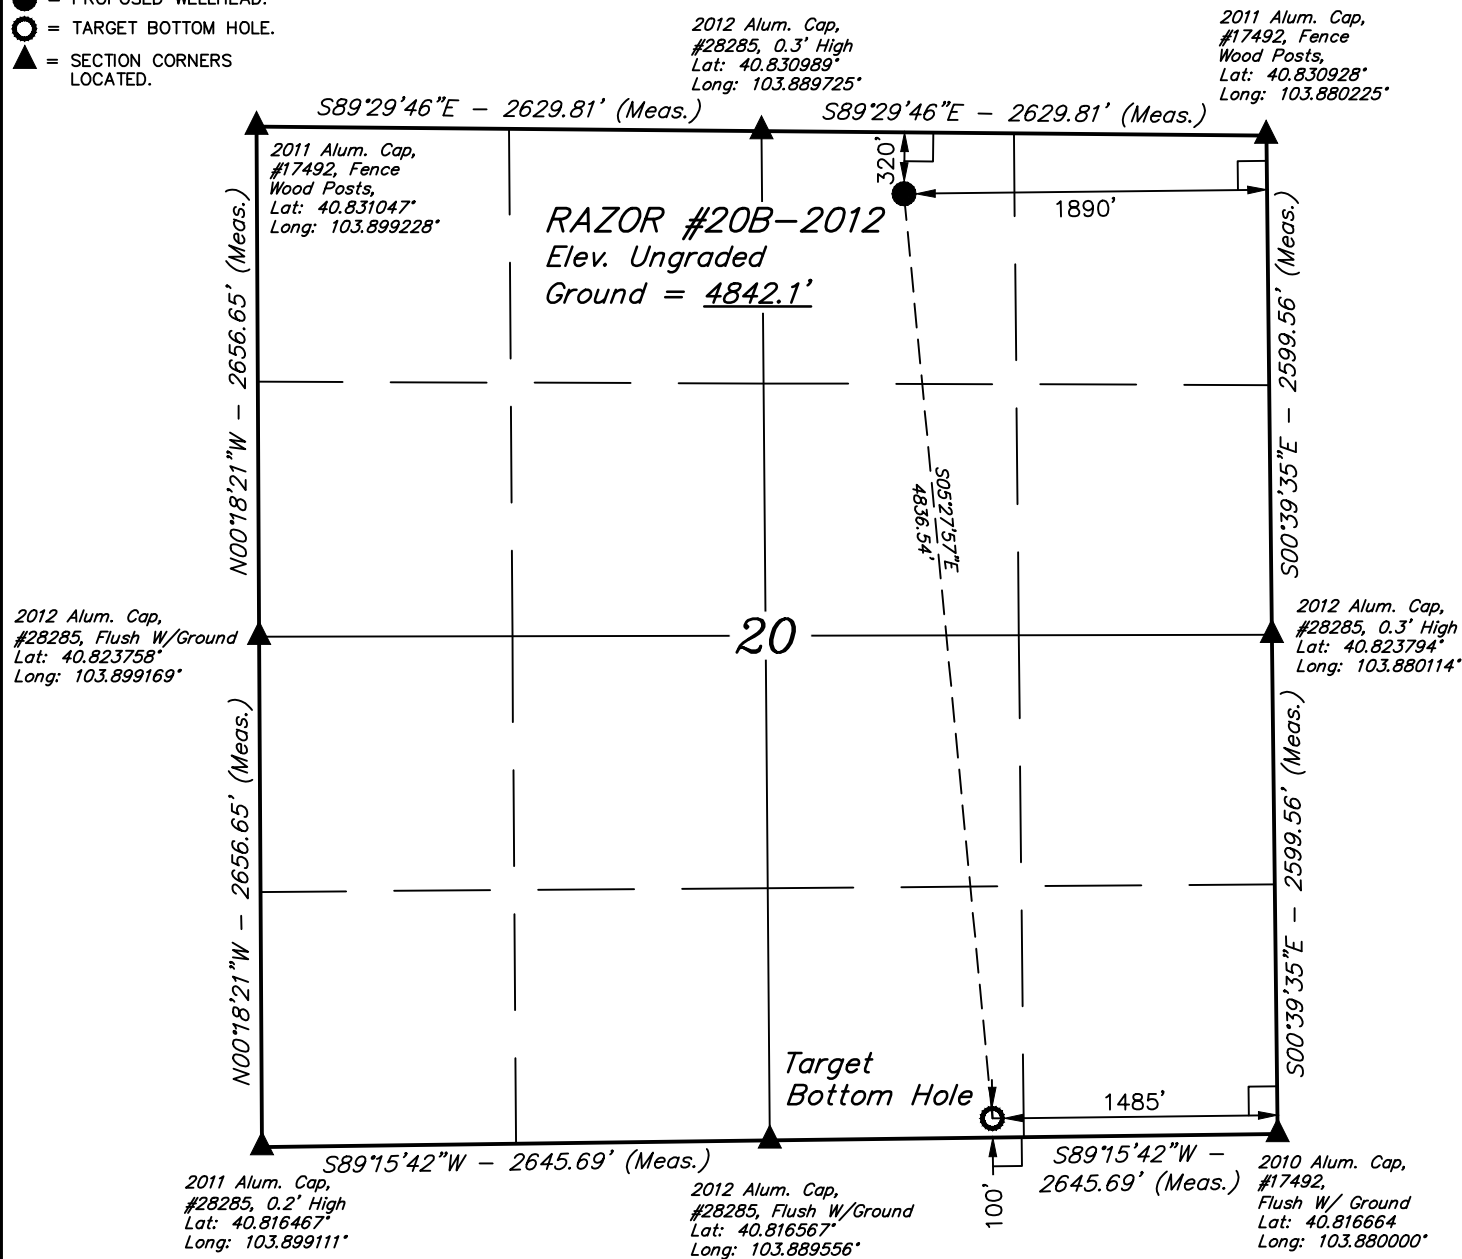 = PROPOSED WELLHEAD.
= TARGET BOTTOM HOLE.
= SECTION CORNERS
LOCATED.
2012 Alum. Cap,
#28285, 0.3' High
Lat: 40.830989°
Long: 103.889725°
2011 Alum. Cap,
#17492, Fence
Wood Posts,
Lat: 40.830928°
Long: 103.880225°
S89°29'46"E - 2629.81' (Meas.)
S89°29'46"E - 2629.81' (Meas.)
2011 Alum. Cap,
#17492, Fence
Wood Posts,
Lat: 40.831047°
Long: 103.899228°
320'
1890'
RAZOR #20B-2012
Elev. Ungraded
Ground = 4842.1'
N00°18'21"W - 2656.65' (Meas.)
S00°39'35"E - 2599.56' (Meas.)
S05°27'57"E
4836.54'
2012 Alum. Cap,
#28285, Flush W/Ground
Lat: 40.823758°
Long: 103.899169°
20
2012 Alum. Cap,
#28285, 0.3' High
Lat: 40.823794°
Long: 103.880114°
N00°18'21"W - 2656.65' (Meas.)
S00°39'35"E - 2599.56' (Meas.)
Target
Bottom Hole
1485'
100'
S89°15'42"W - 2645.69' (Meas.)
S89°15'42"W -
2645.69' (Meas.)
2011 Alum. Cap,
#28285, 0.2' High
Lat: 40.816467°
Long: 103.899111°
2012 Alum. Cap,
#28285, Flush W/Ground
Lat: 40.816567°
Long: 103.889556°
2010 Alum. Cap,
#17492,
Flush W/ Ground
Lat: 40.816664
Long: 103.880000°